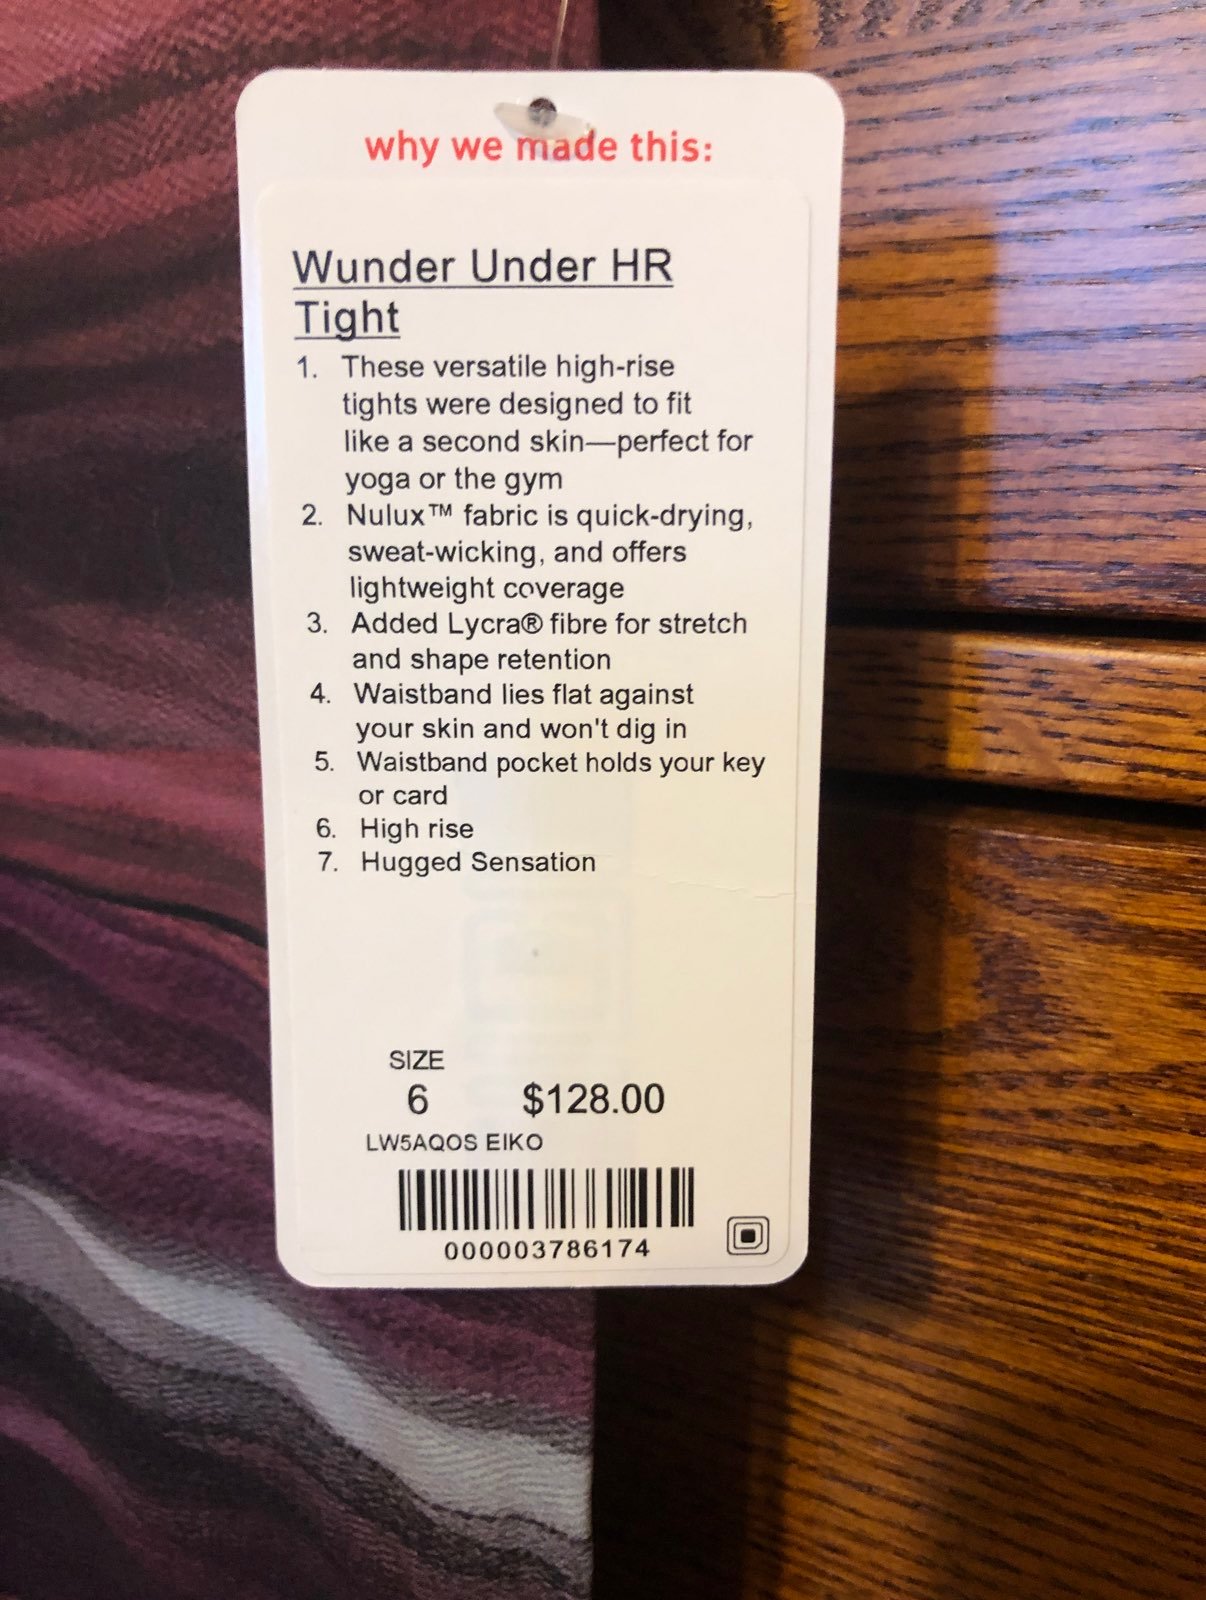 why we made this:
Wunder Under HR
Tight
1. These versatile high-rise
tights were designed to fit
like a second skin—perfect for
yoga or the gym
2. Nulux™ fabric is quick-drying,
sweat-wicking, and offers
lightweight coverage
3. Added Lycra® fibre for stretch
and shape retention
4. Waistband lies flat against
your skin and won't dig in
5. Waistband pocket holds your key
or card
6. High rise
7. Hugged Sensation
SIZE
6 $128.00
LW5AQOS EIKO
000003786174